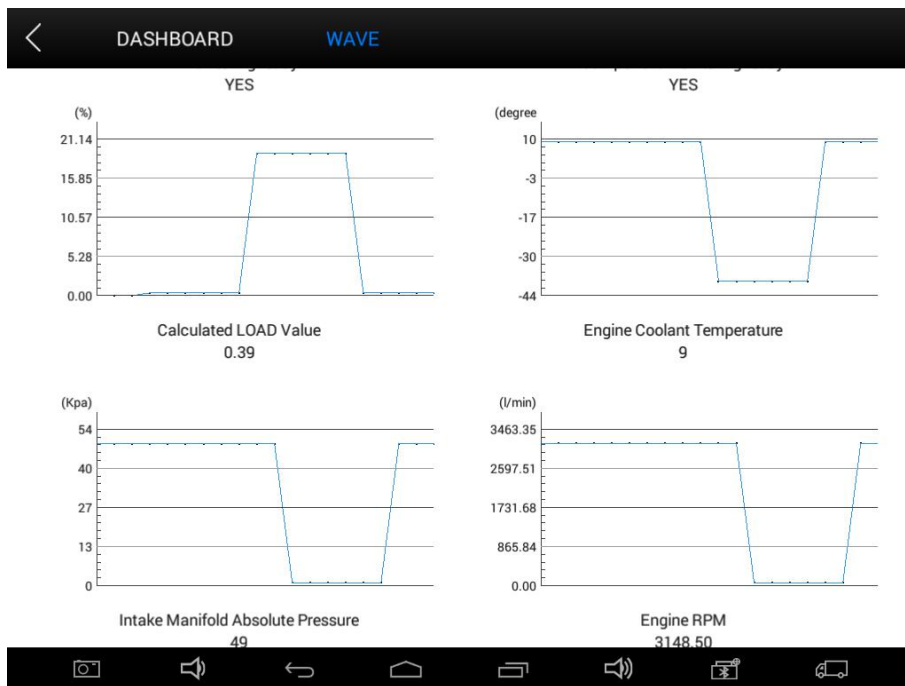 DASHBOARD WAVE
YES
YES
(%)
21.14
15.85
10.57
5.28
0.00
Calculated LOAD Value
0.39
(degree
10
-3
-17
-30
-44
Engine Coolant Temperature
9
(Kpa)
54
40
27
13
0
Intake Manifold Absolute Pressure
49
(l/min)
3463.35
2597.51
1731.68
865.84
0.00
Engine RPM
3148.50